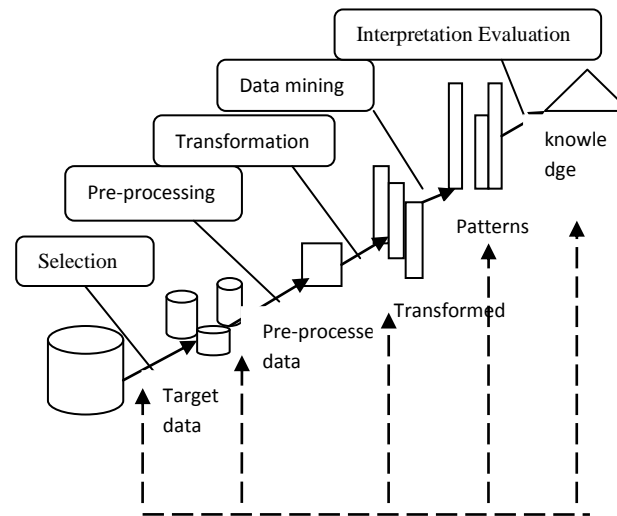 Interpretation Evaluation
Data mining
Transformation
Pre-processing
Selection
knowle
dge
Patterns
Transformed
Pre-processe
data
Target
data